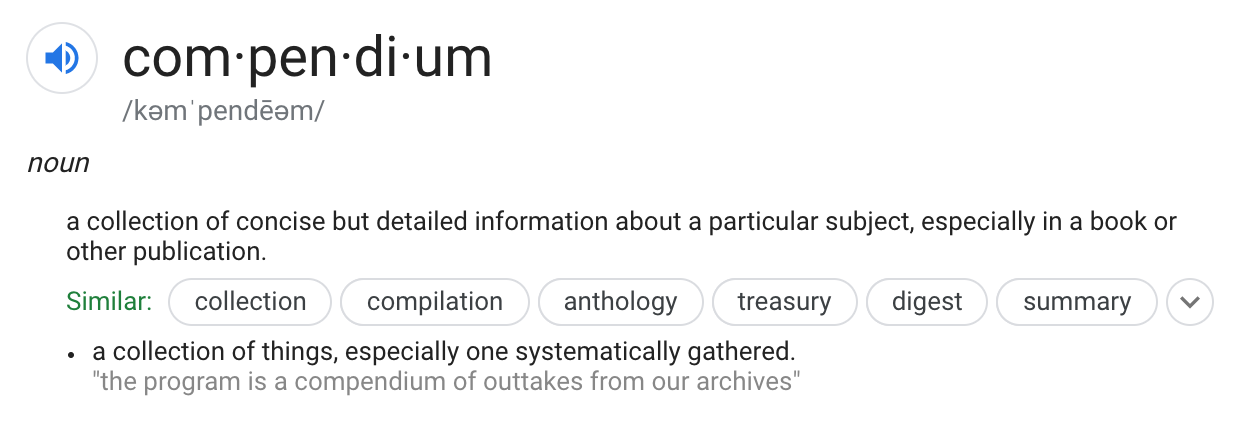 com·pen·di·um
/kəmˈpendēəm/
noun
a collection of concise but detailed information about a particular subject, especially in a book or
other publication.
Similar: collection compilation anthology treasury digest summary
• a collection of things, especially one systematically gathered.
"the program is a compendium of outtakes from our archives"